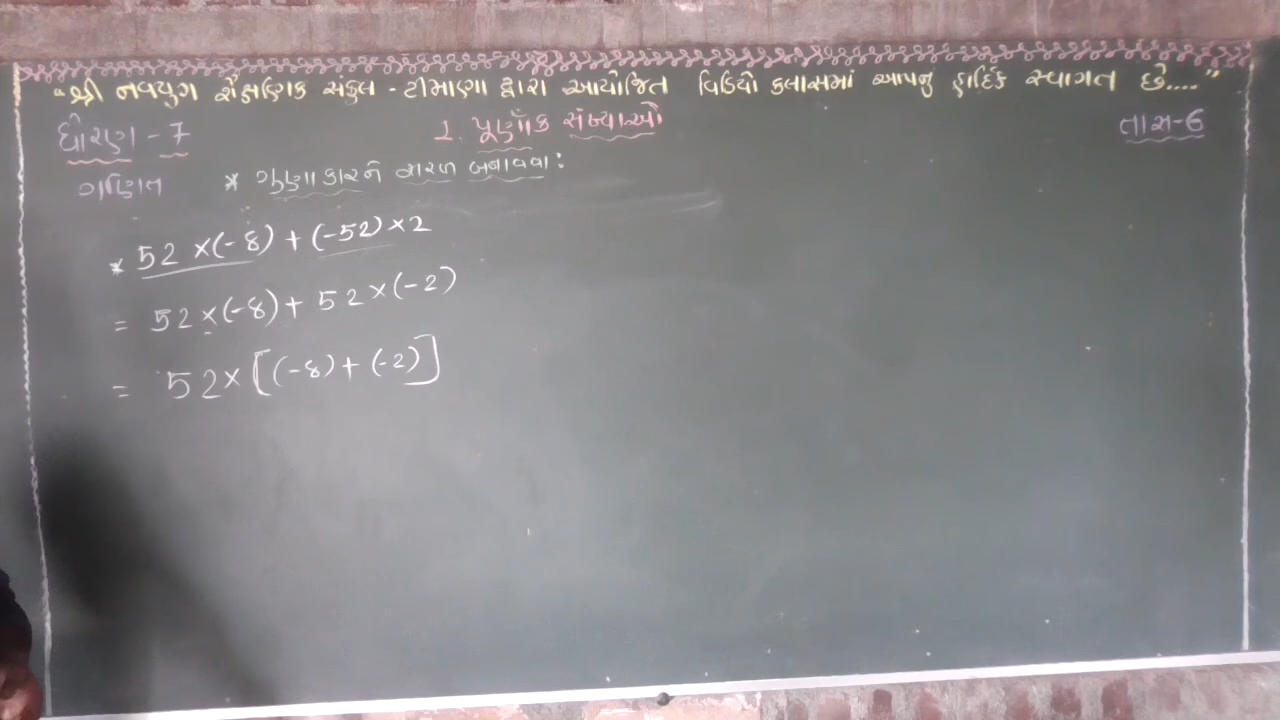 "શ્રી નવયુગ શૈક્ષણિક સંકુલ - ટીમાણા દ્વારા આયોજિત વિડિયો કલાસમાં આપનું હાર્દિક સ્વાગત છે...."
ધોરણ - 7 1. પૂર્ણાંક સંખ્યાઓ તાસ-6
ગણિત * ગુણાકારને સરળ બનાવવા :
* 52 ×(-8) + (-52) × 2
= 52×(-8)+ 52×(-2)
= 52×[(-8)+(-2)]